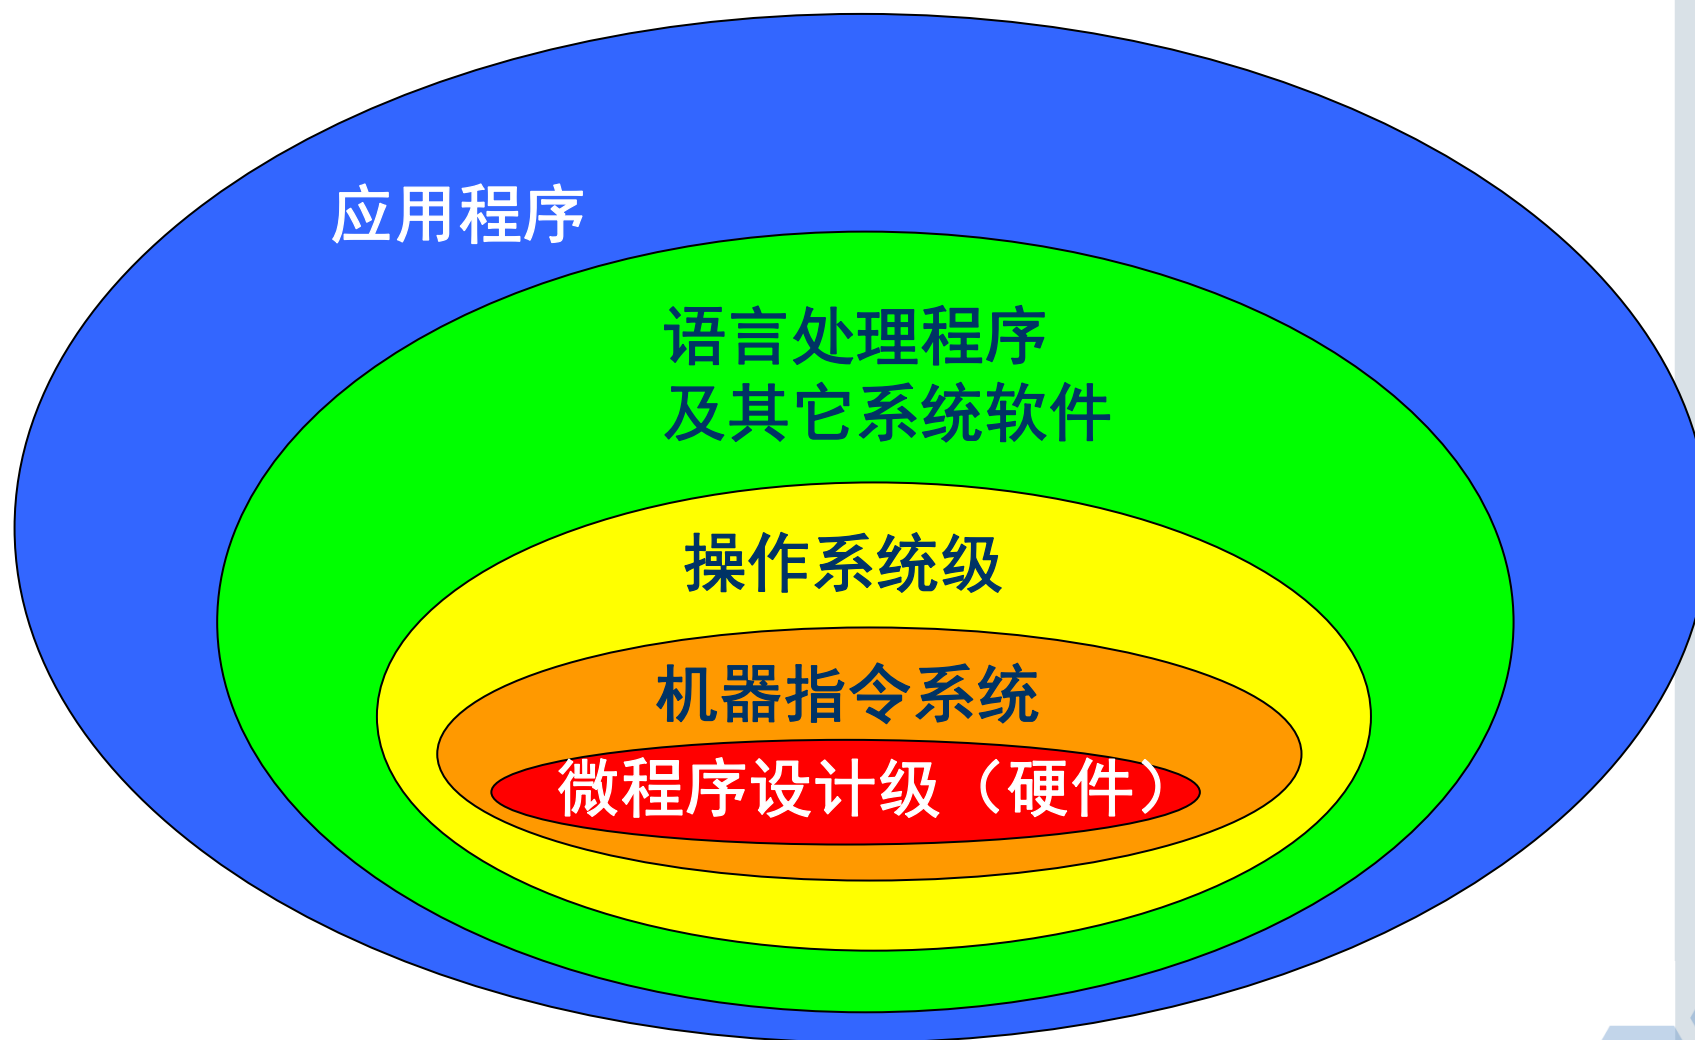 应用程序
语言处理程序
及其它系统软件
操作系统级
机器指令系统
微程序设计级（硬件）